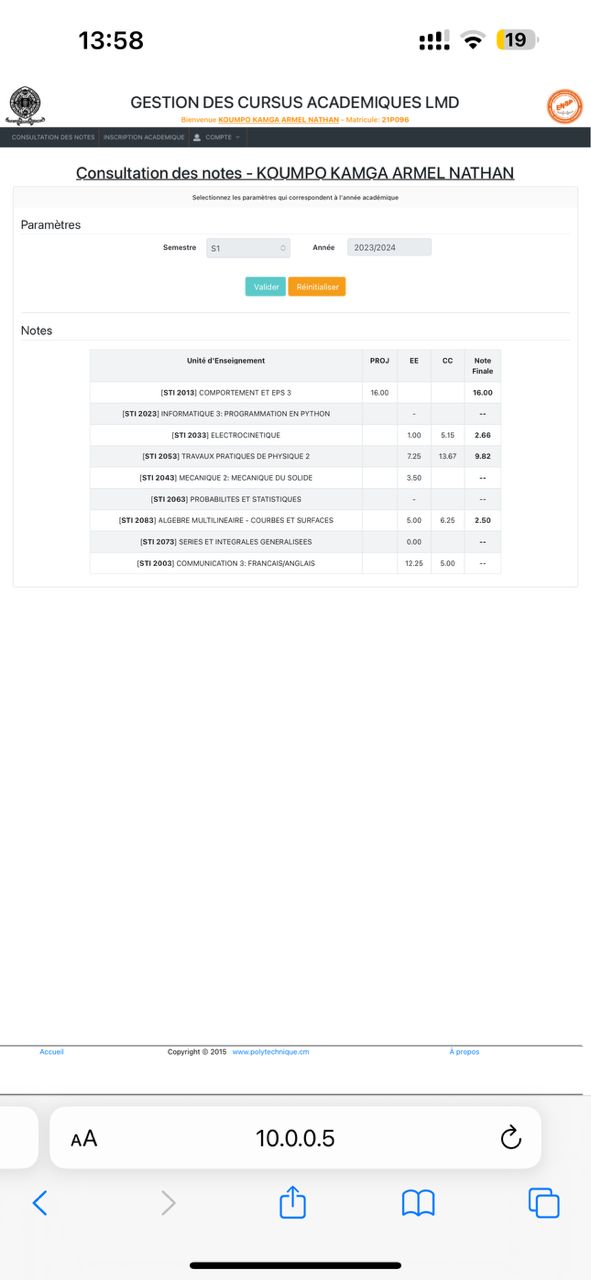 13:58
19
GESTION DES CURSUS ACADEMIQUES LMD
Bienvenue KOUMPO KAMGA ARMEL NATHAN - Matricule: 21P096
ENSP
CONSULTATION DES NOTES INSCRIPTION ACADEMIQUE COMPTE
Consultation des notes - KOUMPO KAMGA ARMEL NATHAN
Selectionnez les paramètres qui correspondent à l'année académique
Paramètres
Semestre S1 Année 2023/2024
Valider Réinitialiser
Notes
Unité d'Enseignement PROJ EE CC Note Finale
[STI 2013] COMPORTEMENT ET EPS 3 16.00 16.00
[STI 2023] INFORMATIQUE 3: PROGRAMMATION EN PYTHON - --
[STI 2033] ELECTROCINETIQUE 1.00 5.15 2.66
[STI 2053] TRAVAUX PRATIQUES DE PHYSIQUE 2 7.25 13.67 9.82
[STI 2043] MECANIQUE 2: MECANIQUE DU SOLIDE 3.50 --
[STI 2063] PROBABILITES ET STATISTIQUES - --
[STI 2083] ALGEBRE MULTILINEAIRE - COURBES ET SURFACES 5.00 6.25 2.50
[STI 2073] SERIES ET INTEGRALES GENERALISEES 0.00 --
[STI 2003] COMMUNICATION 3: FRANCAIS/ANGLAIS 12.25 5.00 --
Accueil Copyright © 2015 www.polytechnique.cm À propos
AA 10.0.0.5